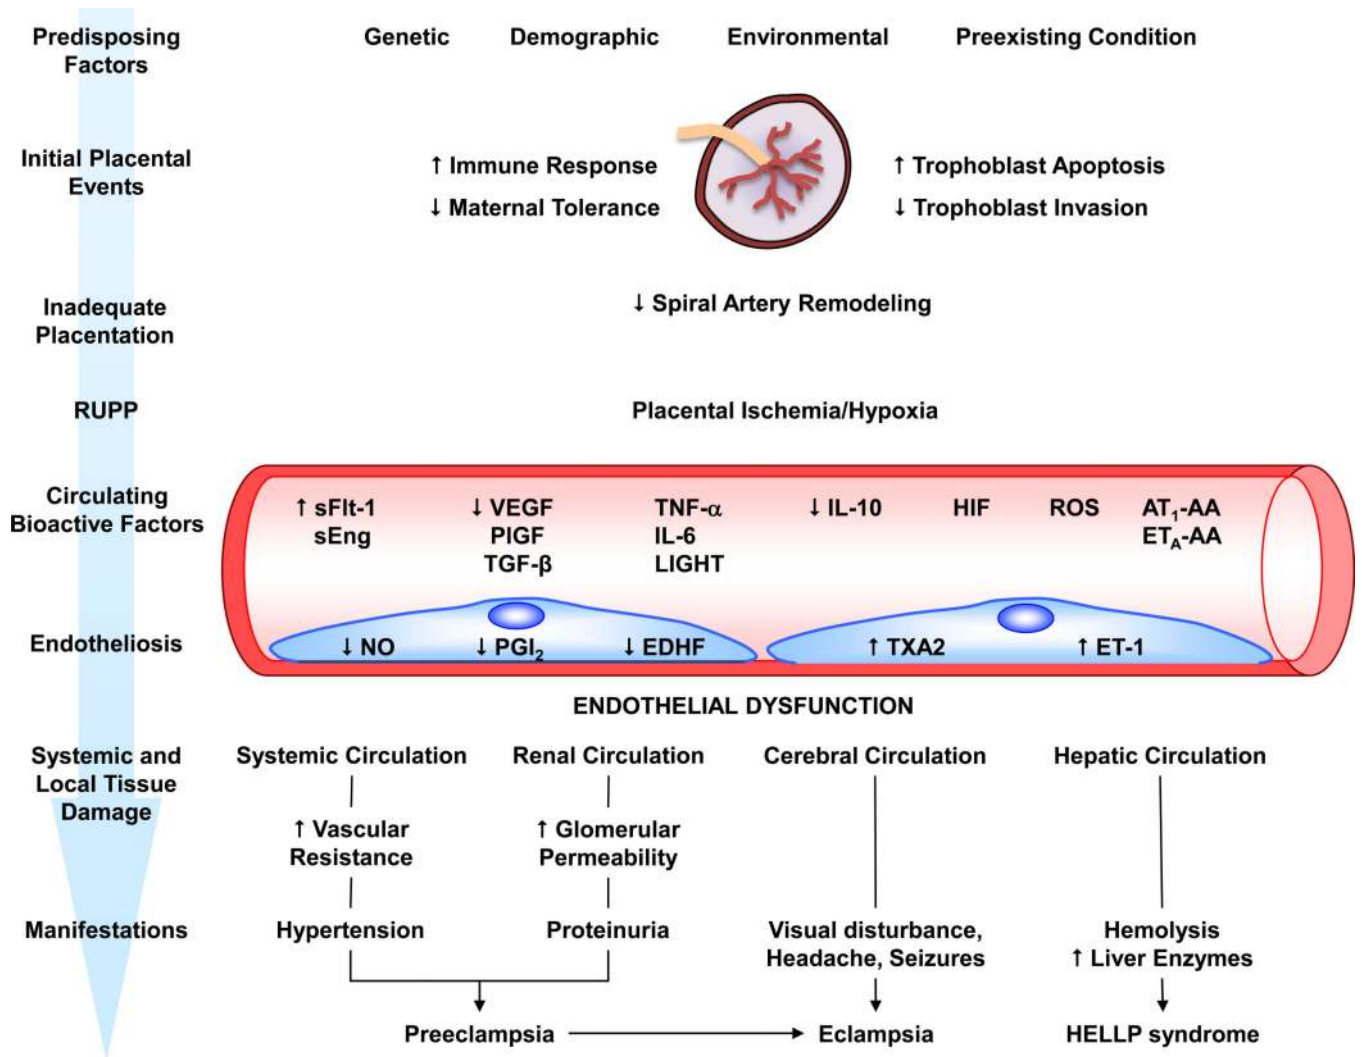 Predisposing
Factors
Genetic
Demographic
Environmental
Preexisting Condition
Initial Placental
Events
↑ Immune Response
↓ Maternal Tolerance
↑ Trophoblast Apoptosis
↓ Trophoblast Invasion
Inadequate
Placentation
↓ Spiral Artery Remodeling
RUPP
Placental Ischemia/Hypoxia
Circulating
Bioactive Factors
↑ sFlt-1
sEng
↓ VEGF
PlGF
TGF-β
TNF-α
IL-6
LIGHT
↓ IL-10
HIF
ROS
AT₁-AA
ET_A-AA
Endotheliosis
↓ NO
↓ PGI₂
↓ EDHF
↑ TXA2
↑ ET-1
ENDOTHELIAL DYSFUNCTION
Systemic and
Local Tissue
Damage
Systemic Circulation
Renal Circulation
Cerebral Circulation
Hepatic Circulation
↑ Vascular
Resistance
↑ Glomerular
Permeability
Manifestations
Hypertension
Proteinuria
Visual disturbance,
Headache, Seizures
Hemolysis
↑ Liver Enzymes
Preeclampsia
Eclampsia
HELLP syndrome